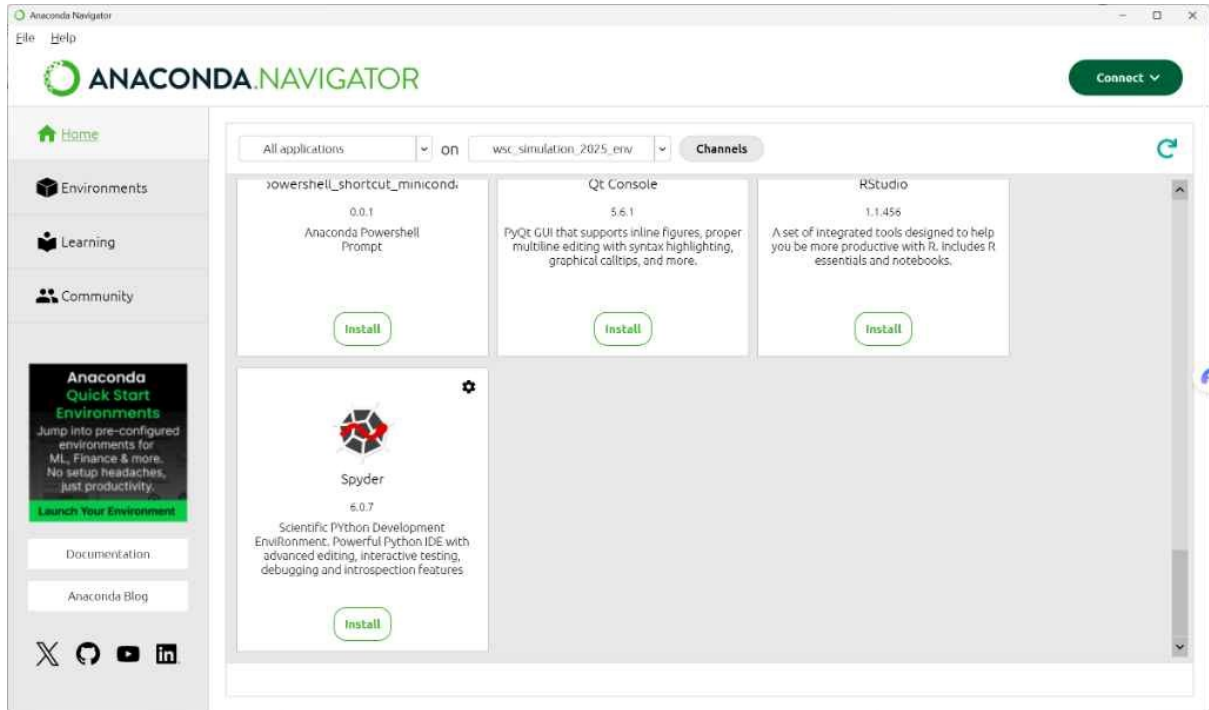 Anaconda Navigator
File Help
ANACONDA.NAVIGATOR
Connect
Home
Environments
Learning
Community
Anaconda
Quick Start
Environments
Jump into pre-configured
environments for
ML, Finance & more.
No setup headaches,
just productivity.
Launch Your Environment
Documentation
Anaconda Blog
All applications on wsc_simulation_2025_env Channels
powershell_shortcut_minicond
0.0.1
Anaconda Powershell
Prompt
Install
Qt Console
5.6.1
PyQt GUI that supports inline figures, proper
multiline editing with syntax highlighting,
graphical calltips, and more.
Install
RStudio
1.1.456
A set of integrated tools designed to help
you be more productive with R. Includes R
essentials and notebooks.
Install
Spyder
6.0.7
Scientific PYthon Development
EnviRonment. Powerful Python IDE with
advanced editing, interactive testing,
debugging and introspection features
Install